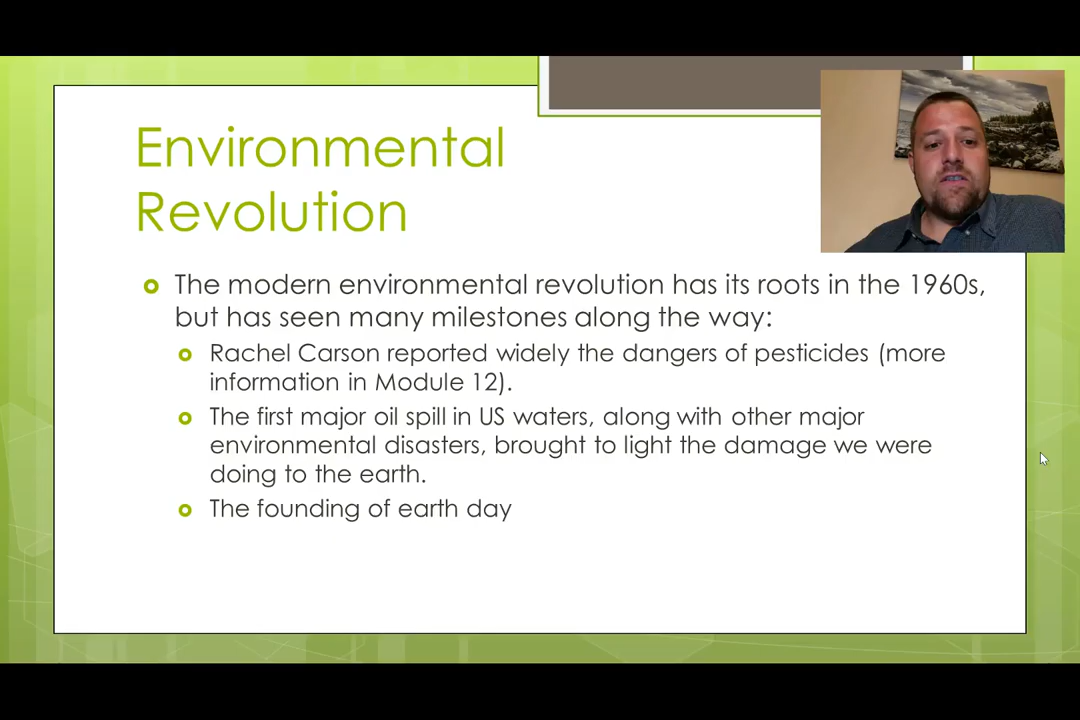 Environmental
Revolution
The modern environmental revolution has its roots in the 1960s,
but has seen many milestones along the way:
Rachel Carson reported widely the dangers of pesticides (more
information in Module 12).
The first major oil spill in US waters, along with other major
environmental disasters, brought to light the damage we were
doing to the earth.
The founding of earth day